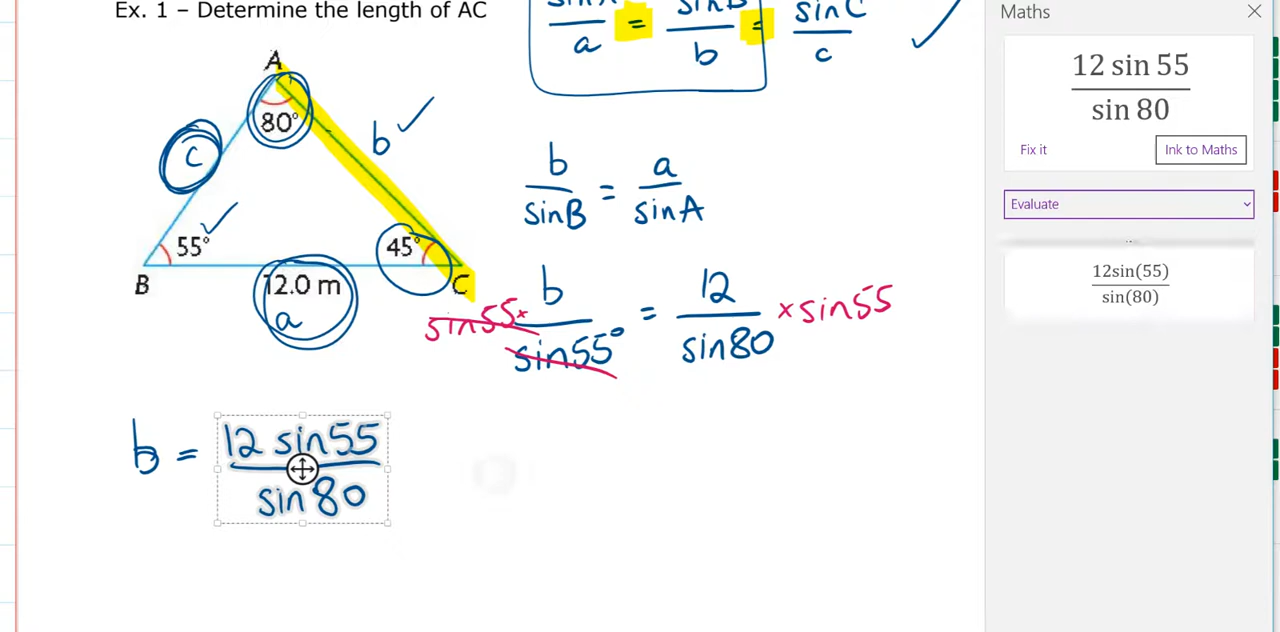 Ex. 1 – Determine the length of AC
a = b = sin C
c
A
80°
b
c
55°
45°
B
12.0 m
C
a
b / sin B = a / sin A
sin55 × b / sin55° = 12 / sin80 × sin55
b = 12 sin55 / sin80
Maths
12 sin 55
sin 80
Fix it
Ink to Maths
Evaluate
12sin(55)
sin(80)